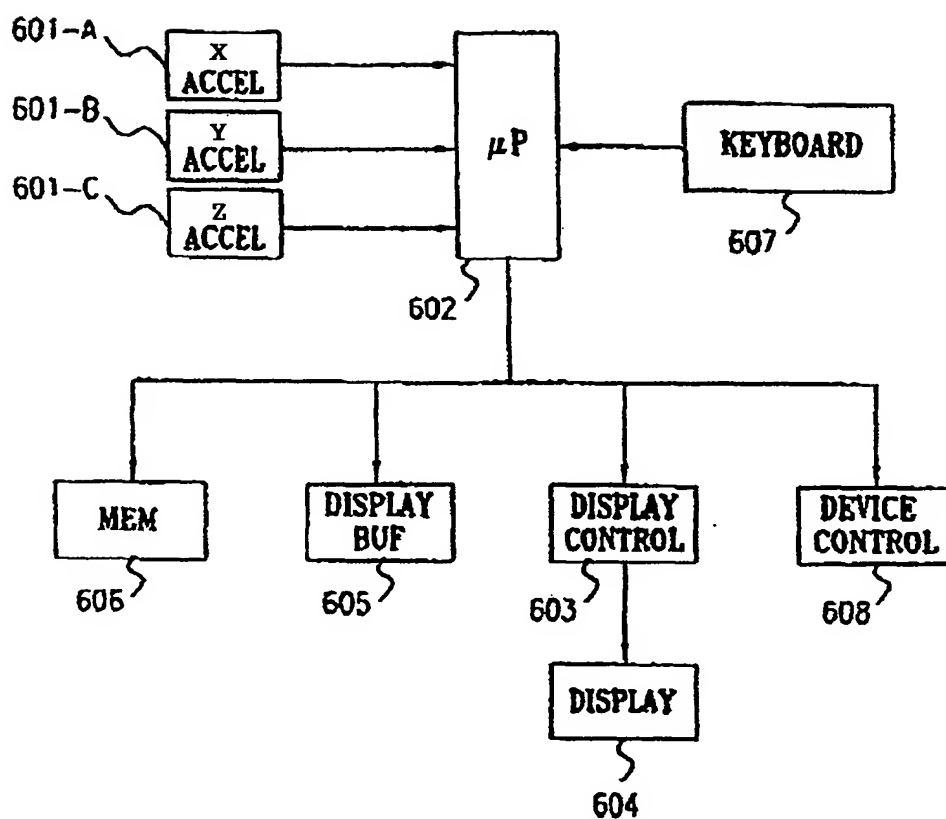 601-A
X
ACCEL
601-B
Y
ACCEL
601-C
Z
ACCEL
μP
602
KEYBOARD
607
MEM
606
DISPLAY
BUF
605
DISPLAY
CONTROL
603
DEVICE
CONTROL
608
DISPLAY
604